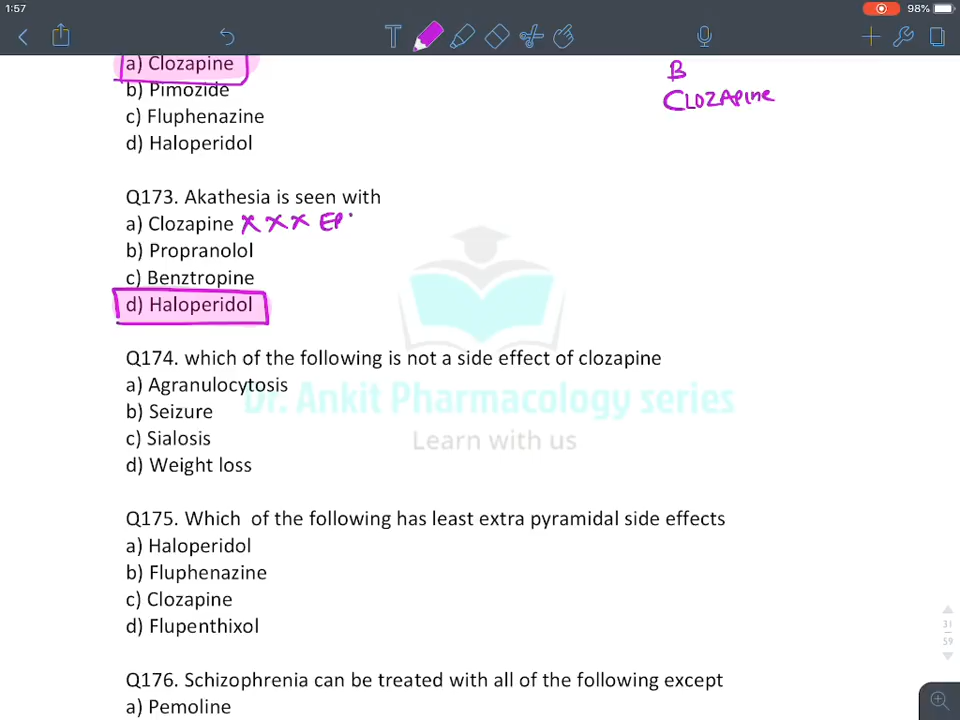 1:57
98%
a) Clozapine
B
b) Pimozide
CLOZAPine
c) Fluphenazine
d) Haloperidol
Q173. Akathesia is seen with
a) Clozapine X X X EP
b) Propranolol
c) Benztropine
d) Haloperidol
Q174. which of the following is not a side effect of clozapine
a) Agranulocytosis
b) Seizure
Dr. Ankit Pharmacology series
c) Sialosis
Learn with us
d) Weight loss
Q175. Which of the following has least extra pyramidal side effects
a) Haloperidol
b) Fluphenazine
c) Clozapine
d) Flupenthixol
31
59
Q176. Schizophrenia can be treated with all of the following except
a) Pemoline